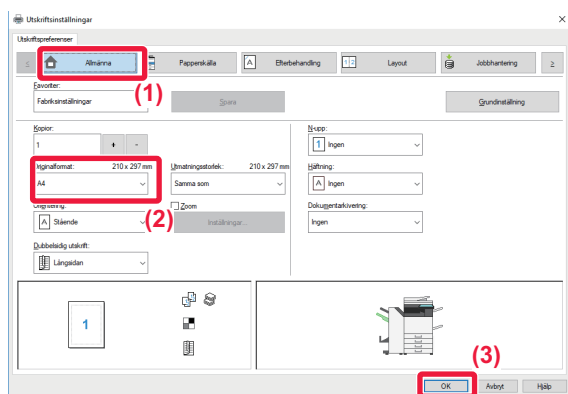 Utskriftsinställningar
Utskriftspreferenser
Allmänna
Papperskälla
Efterbehandling
Layout
Jobbhantering
(1)
Favoriter:
Fabriksinställningar
Spara
Grundinställning
Kopior:
1
+ -
Originalformat: 210 x 297 mm
A4
Utmatningsstorlek: 210 x 297 mm
Samma som
Orientering:
Stående
(2)
Zoom
Inställningar...
Dubbelsidig utskrift:
Långsidan
N-upp:
1 Ingen
Häftning:
A Ingen
Dokumentarkivering:
Ingen
1
(3)
OK Avbryt Hjälp